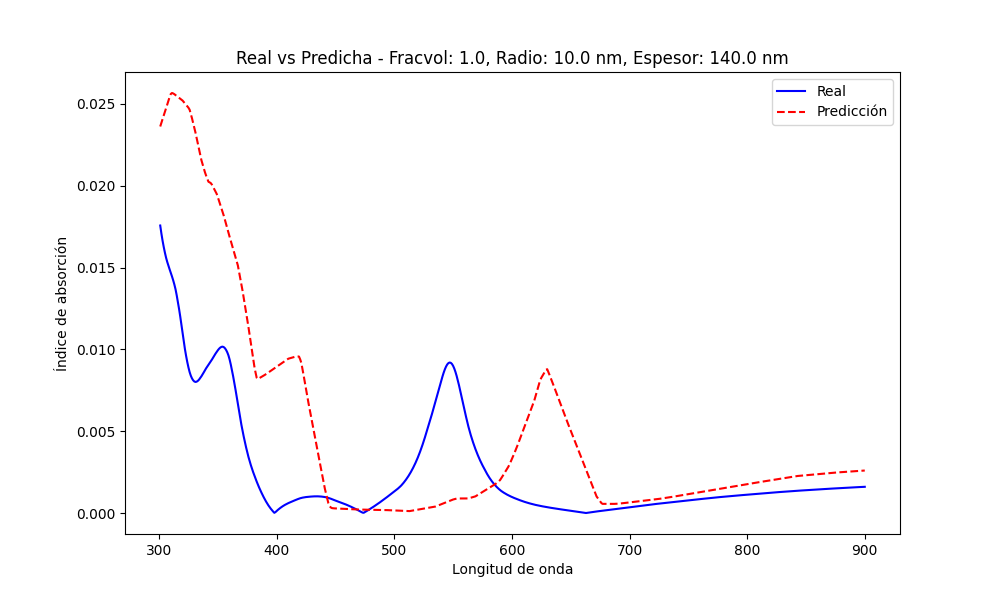 Real vs Predicha - Fracvol: 1.0, Radio: 10.0 nm, Espesor: 140.0 nm
Real
Predicción
Índice de absorción
0.025
0.020
0.015
0.010
0.005
0.000
300 400 500 600 700 800 900
Longitud de onda